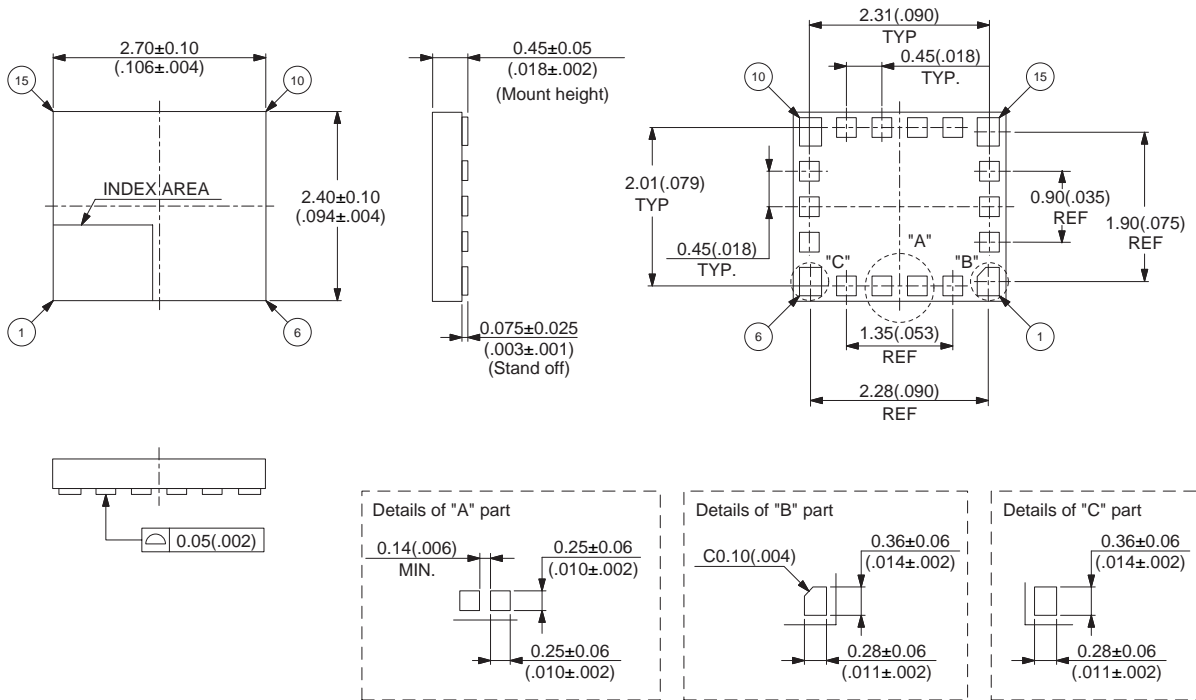 2.70±0.10
(.106±.004)
15
10
INDEX AREA
2.40±0.10
(.094±.004)
1
6
0.45±0.05
(.018±.002)
(Mount height)
0.075±0.025
(.003±.001)
(Stand off)
2.31(.090)
TYP
0.45(.018)
TYP.
10
15
2.01(.079)
TYP
0.45(.018)
TYP.
0.90(.035)
REF
1.90(.075)
REF
"A"
"C"
"B"
6
1
1.35(.053)
REF
2.28(.090)
REF
0.05(.002)
Details of "A" part
0.14(.006)
MIN.
0.25±0.06
(.010±.002)
0.25±0.06
(.010±.002)
Details of "B" part
C0.10(.004)
0.36±0.06
(.014±.002)
0.28±0.06
(.011±.002)
Details of "C" part
0.36±0.06
(.014±.002)
0.28±0.06
(.011±.002)